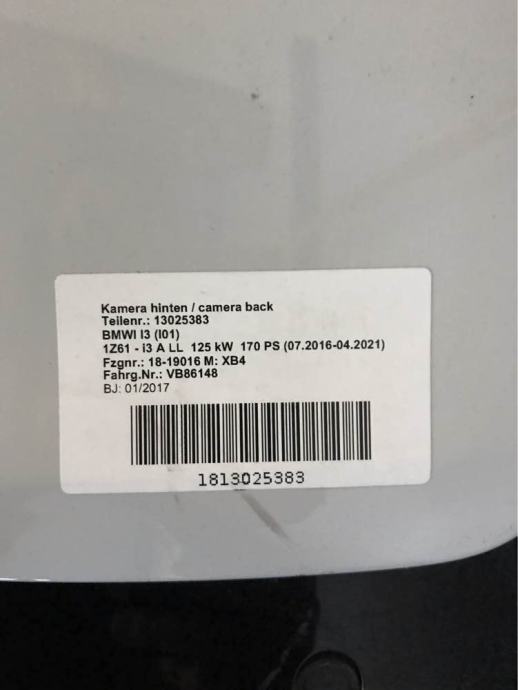 Kamera hinten / camera back
Teilenr.: 13025383
BMWI I3 (I01)
1Z61 - i3 A LL 125 kW 170 PS (07.2016-04.2021)
Fzgnr.: 18-19016 M: XB4
Fahrg.Nr.: VB86148
BJ: 01/2017
1813025383